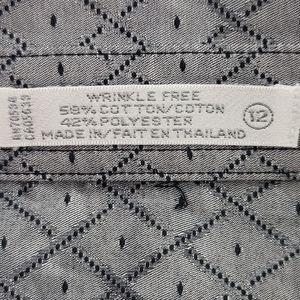 WRINKLE FREE
58% COTTON/COTON
42% POLYESTER
MADE IN/FAIT EN THAILAND
12